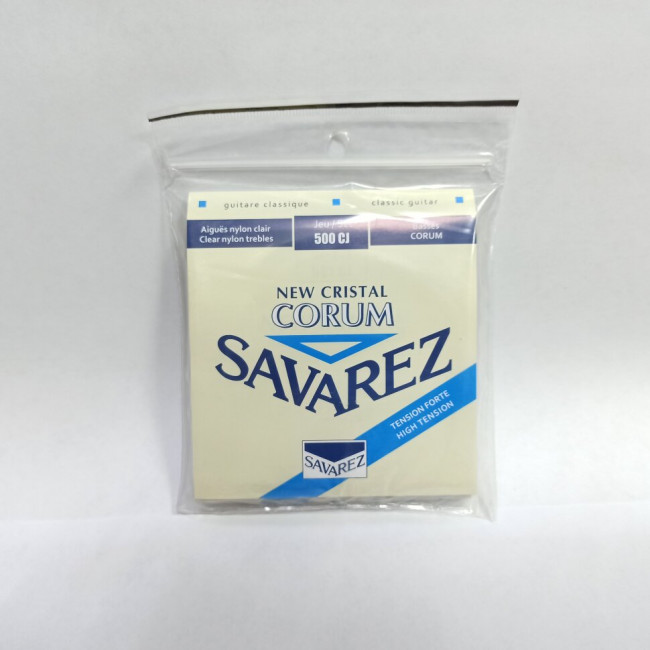 guitare classique
classic guitar
Aiguës nylon clair
Clear nylon trebles
500 CJ
CORUM
NEW CRISTAL
CORUM
SAVAREZ
TENSION FORTE
HIGH TENSION
SAVAREZ